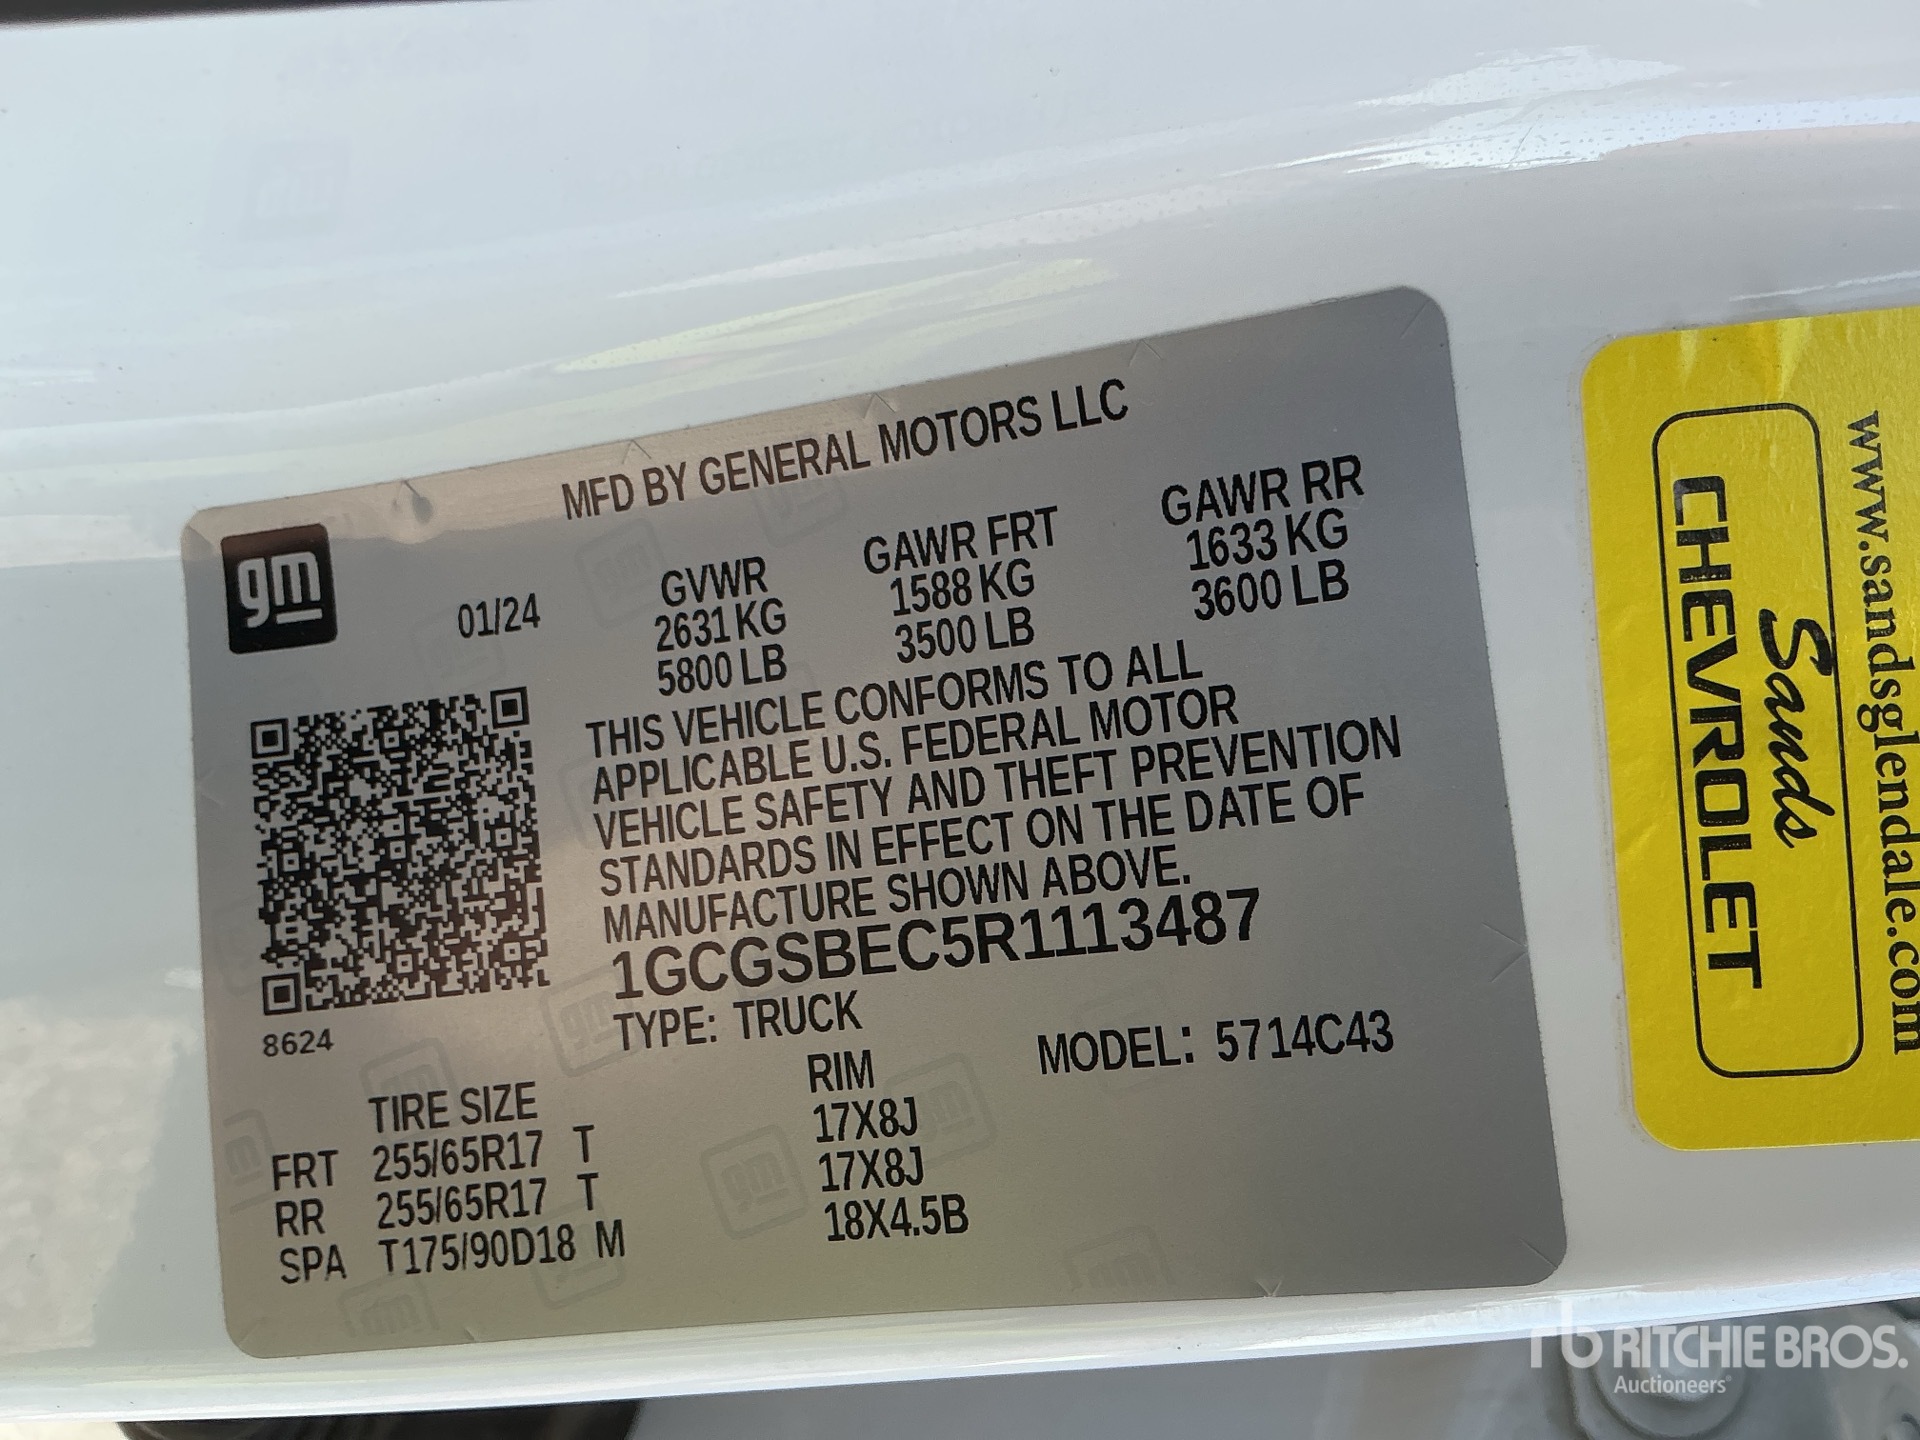 MFD BY GENERAL MOTORS LLC
gm
01/24
GVWR GAWR FRT GAWR RR
2631 KG 1588 KG 1633 KG
5800 LB 3500 LB 3600 LB
THIS VEHICLE CONFORMS TO ALL
APPLICABLE U.S. FEDERAL MOTOR
VEHICLE SAFETY AND THEFT PREVENTION
STANDARDS IN EFFECT ON THE DATE OF
MANUFACTURE SHOWN ABOVE.
1GCGSBEC5R1113487
8624
TYPE: TRUCK MODEL: 5714C43
TIRE SIZE RIM
FRT 255/65R17 T 17X8J
RR 255/65R17 T 17X8J
SPA T175/90D18 M 18X4.5B
www.sandsglendale.com
Sands
CHEVROLET
rb RITCHIE BROS.
Auctioneers